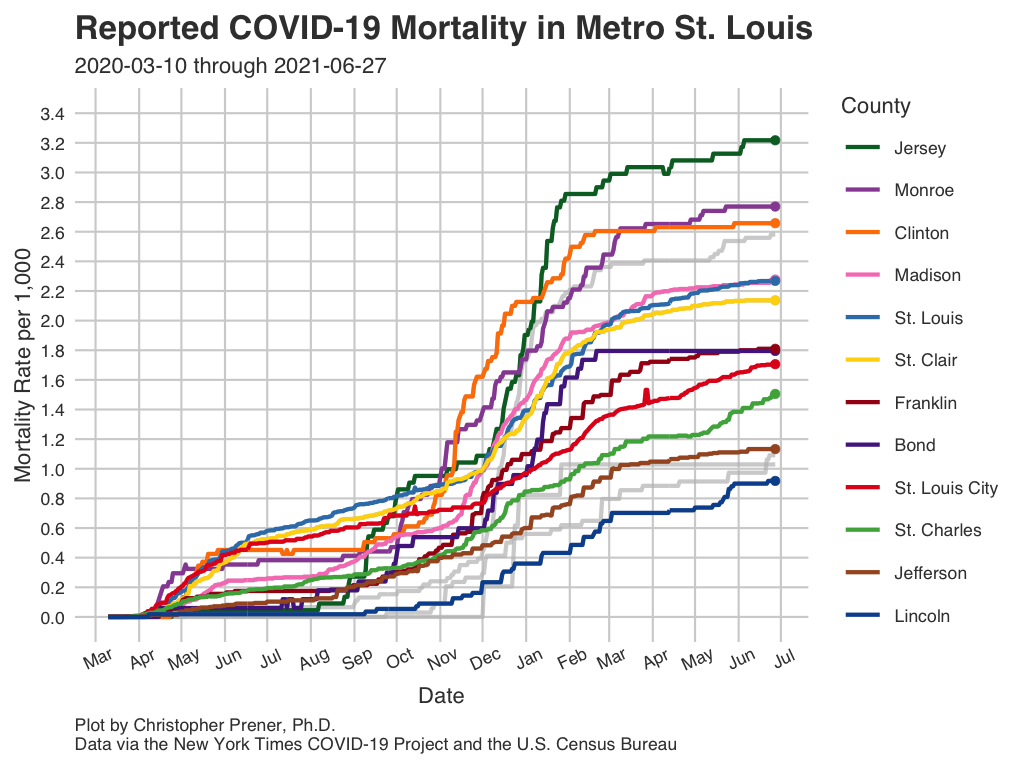 Reported COVID-19 Mortality in Metro St. Louis
2020-03-10 through 2021-06-27
Mortality Rate per 1,000
3.4
3.2
3.0
2.8
2.6
2.4
2.2
2.0
1.8
1.6
1.4
1.2
1.0
0.8
0.6
0.4
0.2
0.0
Mar Apr May Jun Jul Aug Sep Oct Nov Dec Jan Feb Mar Apr May Jun Jul
Date
County
Jersey
Monroe
Clinton
Madison
St. Louis
St. Clair
Franklin
Bond
St. Louis City
St. Charles
Jefferson
Lincoln
Plot by Christopher Prener, Ph.D.
Data via the New York Times COVID-19 Project and the U.S. Census Bureau